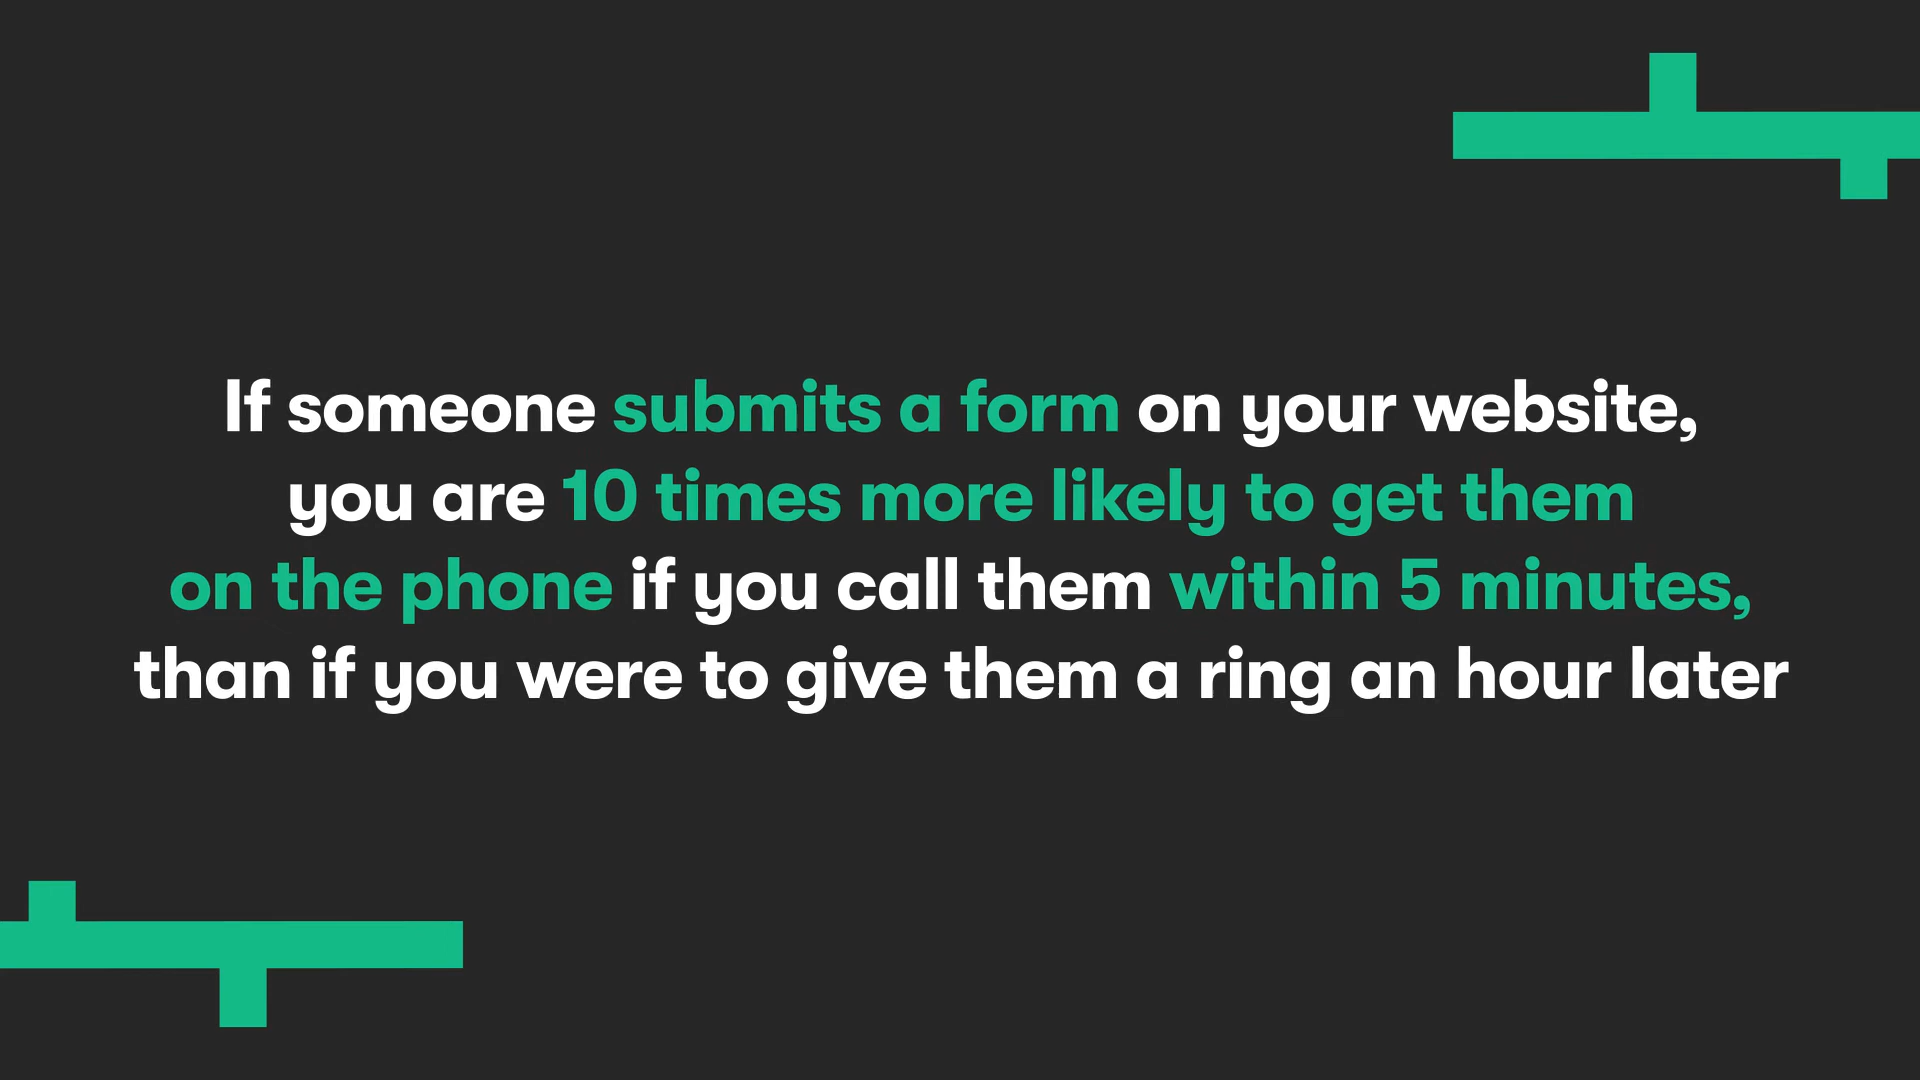 If someone submits a form on your website,
you are 10 times more likely to get them
on the phone if you call them within 5 minutes,
than if you were to give them a ring an hour later